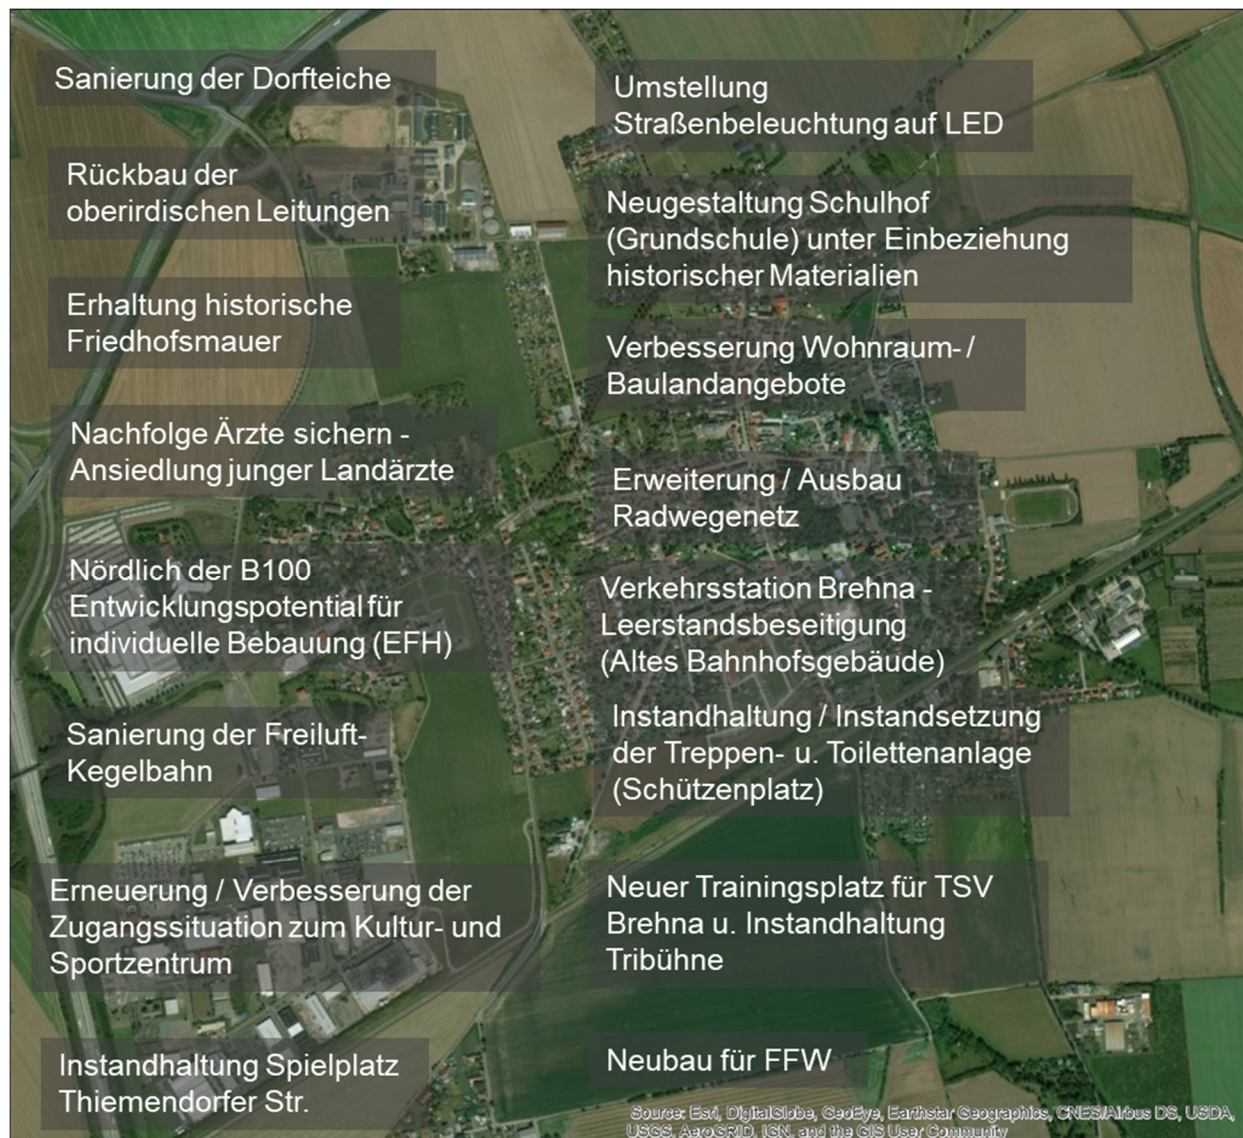 Sanierung der Dorfteiche
Rückbau der
oberirdischen Leitungen
Erhaltung historische
Friedhofsmauer
Nachfolge Ärzte sichern -
Ansiedlung junger Landärzte
Nördlich der B100
Entwicklungspotential für
individuelle Bebauung (EFH)
Sanierung der Freiluft-
Kegelbahn
Erneuerung / Verbesserung der
Zugangssituation zum Kultur- und
Sportzentrum
Instandhaltung Spielplatz
Thiemendorfer Str.
Umstellung
Straßenbeleuchtung auf LED
Neugestaltung Schulhof
(Grundschule) unter Einbeziehung
historischer Materialien
Verbesserung Wohnraum- /
Baulandangebote
Erweiterung / Ausbau
Radwegenetz
Verkehrsstation Brehna -
Leerstandsbeseitigung
(Altes Bahnhofsgebäude)
Instandhaltung / Instandsetzung
der Treppen- u. Toilettenanlage
(Schützenplatz)
Neuer Trainingsplatz für TSV
Brehna u. Instandhaltung
Tribühne
Neubau für FFW
Source: Esri, DigitalGlobe, GeoEye, Earthstar Geographics, CNES/Airbus DS, USDA,
USGS, AeroGRID, IGN, and the GIS User Community